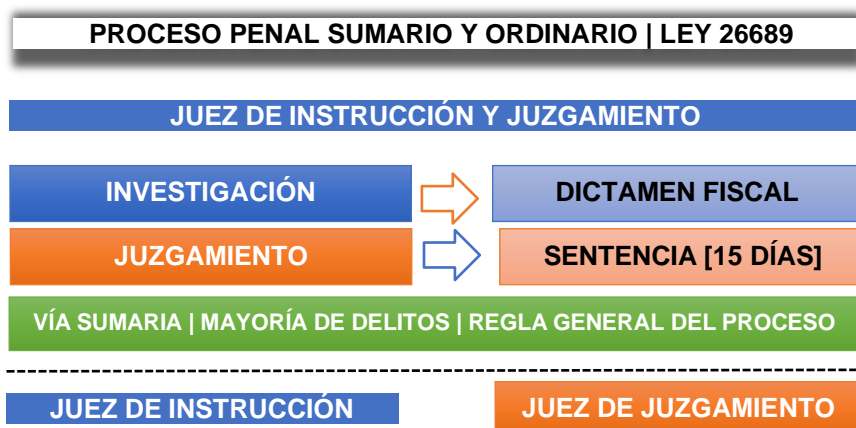 PROCESO PENAL SUMARIO Y ORDINARIO | LEY 26689
JUEZ DE INSTRUCCIÓN Y JUZGAMIENTO
INVESTIGACIÓN
DICTAMEN FISCAL
JUZGAMIENTO
SENTENCIA [15 DÍAS]
VÍA SUMARIA | MAYORÍA DE DELITOS | REGLA GENERAL DEL PROCESO
JUEZ DE INSTRUCCIÓN
JUEZ DE JUZGAMIENTO